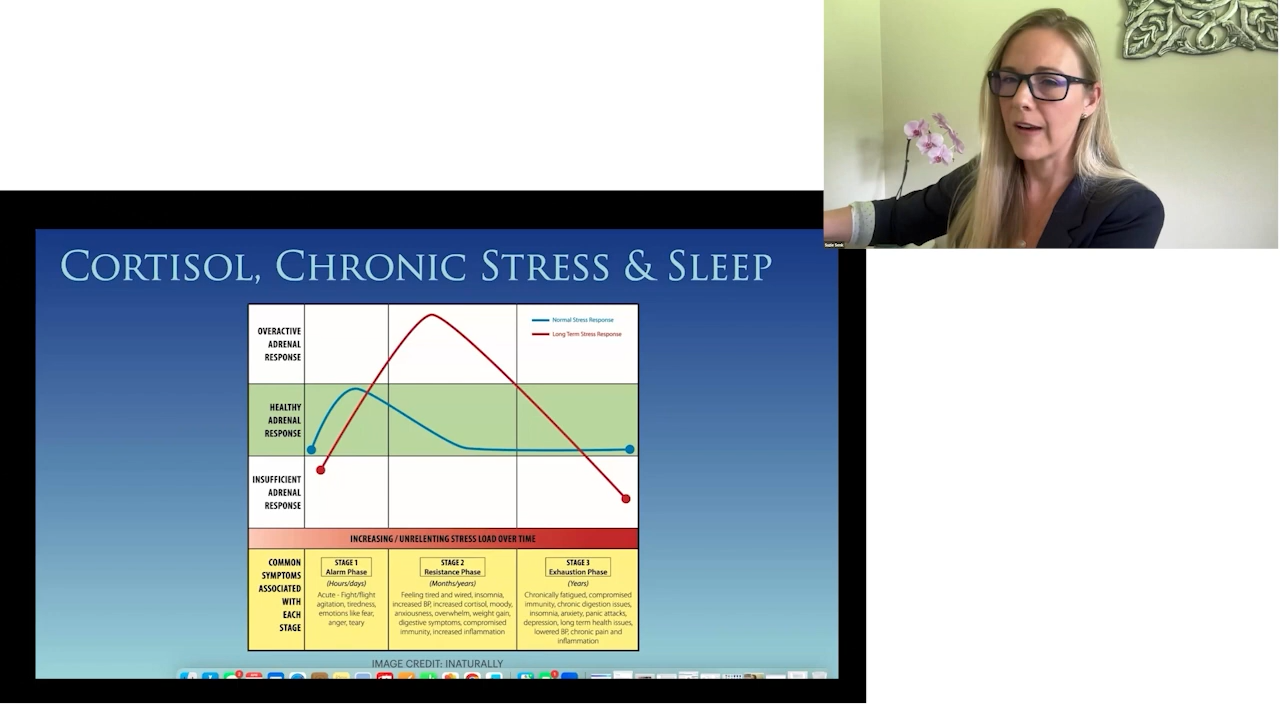 Susie Sook
CORTISOL, CHRONIC STRESS & SLEEP
OVERACTIVE
ADRENAL
RESPONSE
Normal Stress Response
Long Term Stress Response
HEALTHY
ADRENAL
RESPONSE
INSUFFICIENT
ADRENAL
RESPONSE
INCREASING / UNRELENTING STRESS LOAD OVER TIME
COMMON
SYMPTOMS
ASSOCIATED
WITH
EACH
STAGE
STAGE 1
Alarm Phase
(Hours/days)
Acute - Fight/flight
agitation, tiredness,
emotions like fear,
anger, teary
STAGE 2
Resistance Phase
(Months/years)
Feeling tired and wired, insomnia,
increased BP, increased cortisol, moody,
anxiousness, overwhelm, weight gain,
digestive symptoms, compromised
immunity, increased inflammation
STAGE 3
Exhaustion Phase
(Years)
Chronically fatigued, compromised
immunity, chronic digestion issues,
insomnia, anxiety, panic attacks,
depression, long term health issues,
lowered BP, chronic pain and
inflammation
IMAGE CREDIT: INATURALLY